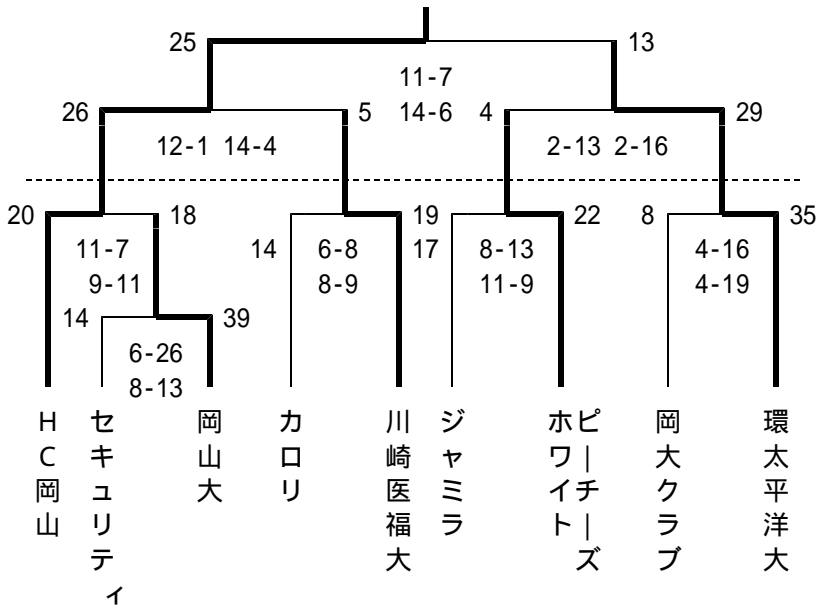 25 13
11-7
26 5 14-6 4 29
12-1 14-4 2-13 2-16
20 18 19 22 8 35
11-7 14 6-8 17 8-13 4-16
9-11 8-9 11-9 4-19
14 39
6-26
8-13
HC岡山
セキュリティ
岡山大
カロリ
川崎医福大
ジャミラ
ピーチーズ
ホワイト
岡大クラブ
環太平洋大